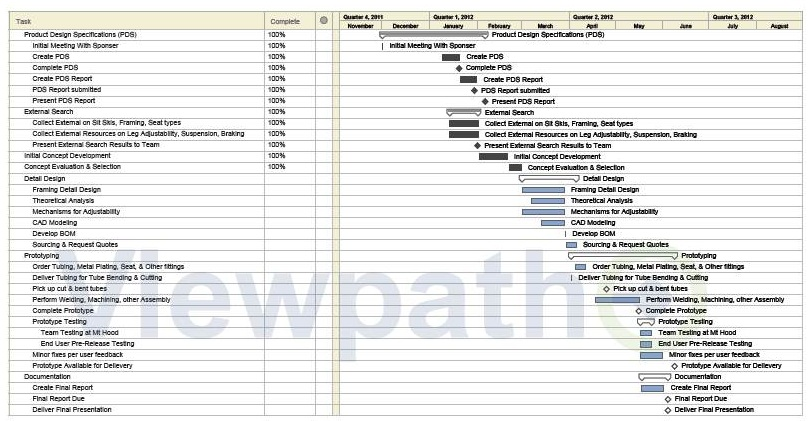 Task Complete Quarter 4, 2011 Quarter 1, 2012 Quarter 2, 2012 Quarter 3, 2012
November December January February March April May June July August
Product Design Specifications (PDS) 100% Product Design Specifications (PDS)
Initial Meeting With Sponser 100% Initial Meeting With Sponser
Create PDS 100% Create PDS
Complete PDS 100% Complete PDS
Create PDS Report 100% Create PDS Report
PDS Report submitted 100% PDS Report submitted
Present PDS Report 100% Present PDS Report
External Search 100% External Search
Collect External on Sit Skis, Framing, Seat types 100% Collect External on Sit Skis, Framing, Seat types
Collect External Resources on Leg Adjustability, Suspension, Braking 100% Collect External Resources on Leg Adjustability, Suspension, Braking
Present External Search Results to Team 100% Present External Search Results to Team
Initial Concept Development 100% Initial Concept Development
Concept Evaluation & Selection 100% Concept Evaluation & Selection
Detail Design Detail Design
Framing Detail Design Framing Detail Design
Theoretical Analysis Theoretical Analysis
Mechanisms for Adjustability Mechanisms for Adjustability
CAD Modeling CAD Modeling
Develop BOM Develop BOM
Sourcing & Request Quotes Sourcing & Request Quotes
Prototyping Prototyping
Order Tubing, Metal Plating, Seat, & Other fittings Order Tubing, Metal Plating, Seat, & Other fittings
Deliver Tubing for Tube Bending & Cutting Deliver Tubing for Tube Bending & Cutting
Pick up cut & bent tubes Pick up cut & bent tubes
Perform Welding, Machining, other Assembly Perform Welding, Machining, other Assembly
Complete Prototype Complete Prototype
Prototype Testing Prototype Testing
Team Testing at Mt Hood Team Testing at Mt Hood
End User Pre-Release Testing End User Pre-Release Testing
Minor fixes per user feedback Minor fixes per user feedback
Prototype Available for Delievery Prototype Available for Delievery
Documentation Documentation
Create Final Report Create Final Report
Final Report Due Final Report Due
Deliver Final Presentation Deliver Final Presentation
Viewpath